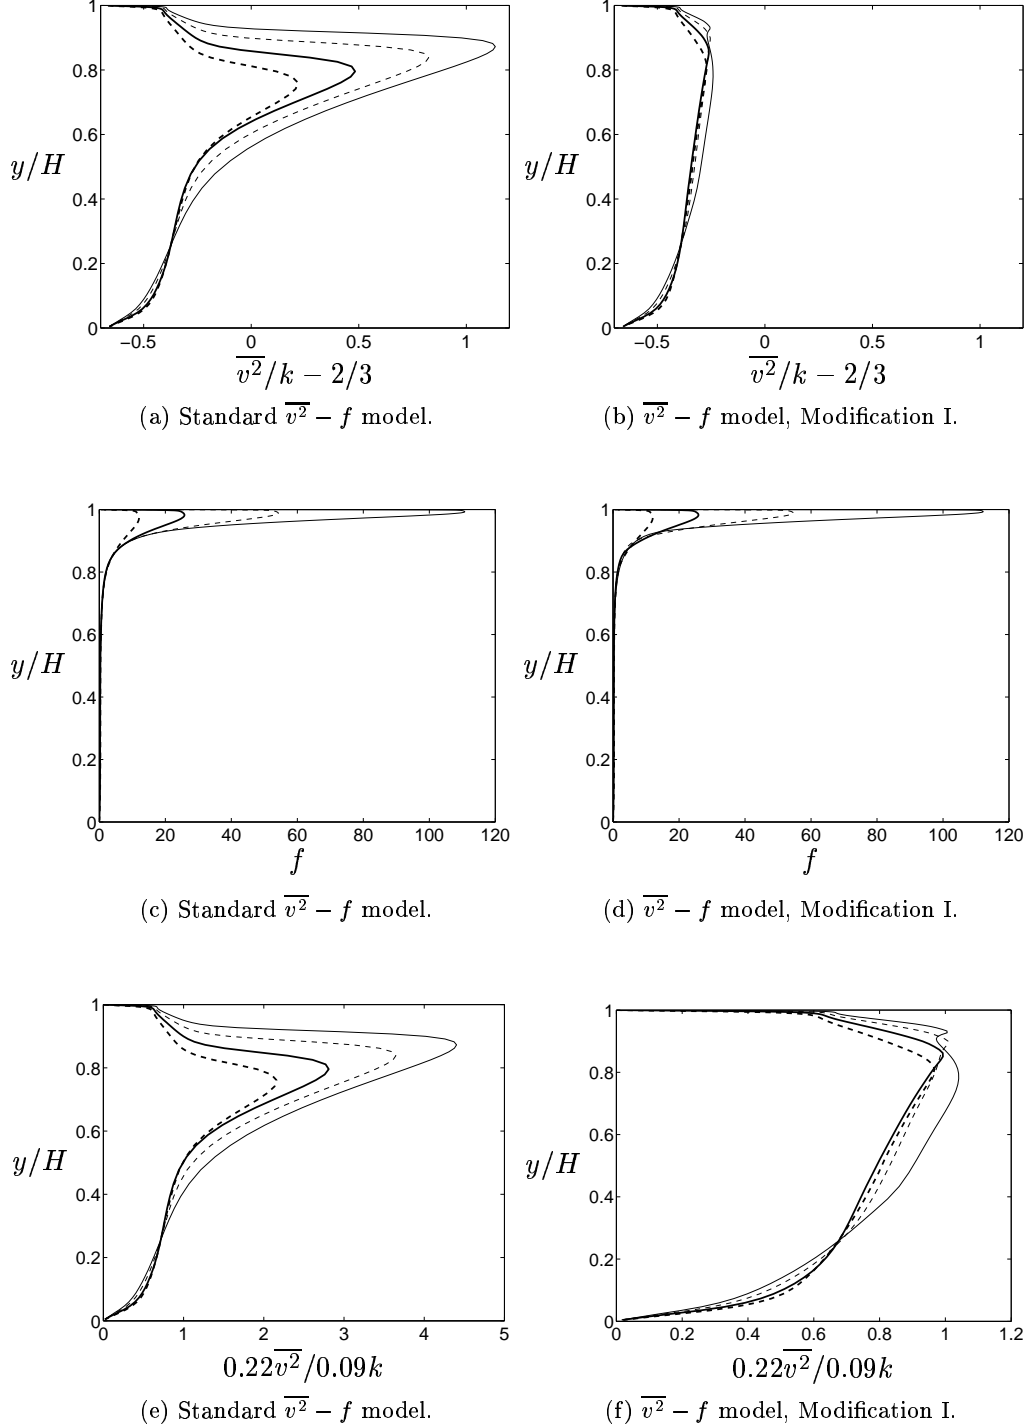 1
0.8
0.6
y/H
0.4
0.2
0
−0.5 0 0.5 1
v²/k − 2/3
(a) Standard v² − f model.
1
0.8
0.6
y/H
0.4
0.2
0
−0.5 0 0.5 1
v²/k − 2/3
(b) v² − f model, Modification I.
1
0.8
0.6
y/H
0.4
0.2
0
0 20 40 60 80 100 120
f
(c) Standard v² − f model.
1
0.8
0.6
y/H
0.4
0.2
0
0 20 40 60 80 100 120
f
(d) v² − f model, Modification I.
1
0.8
0.6
y/H
0.4
0.2
0
0 1 2 3 4 5
0.22v²/0.09k
(e) Standard v² − f model.
1
0.8
0.6
y/H
0.4
0.2
0
0 0.2 0.4 0.6 0.8 1 1.2
0.22v²/0.09k
(f) v² − f model, Modification I.